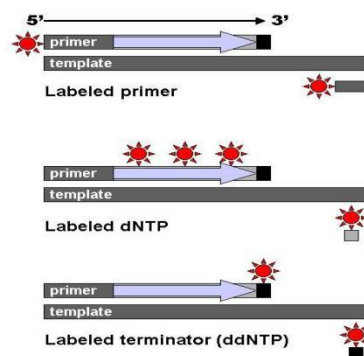 5’ 3’
primer
template
Labeled primer
primer
template
Labeled dNTP
primer
template
Labeled terminator (ddNTP)